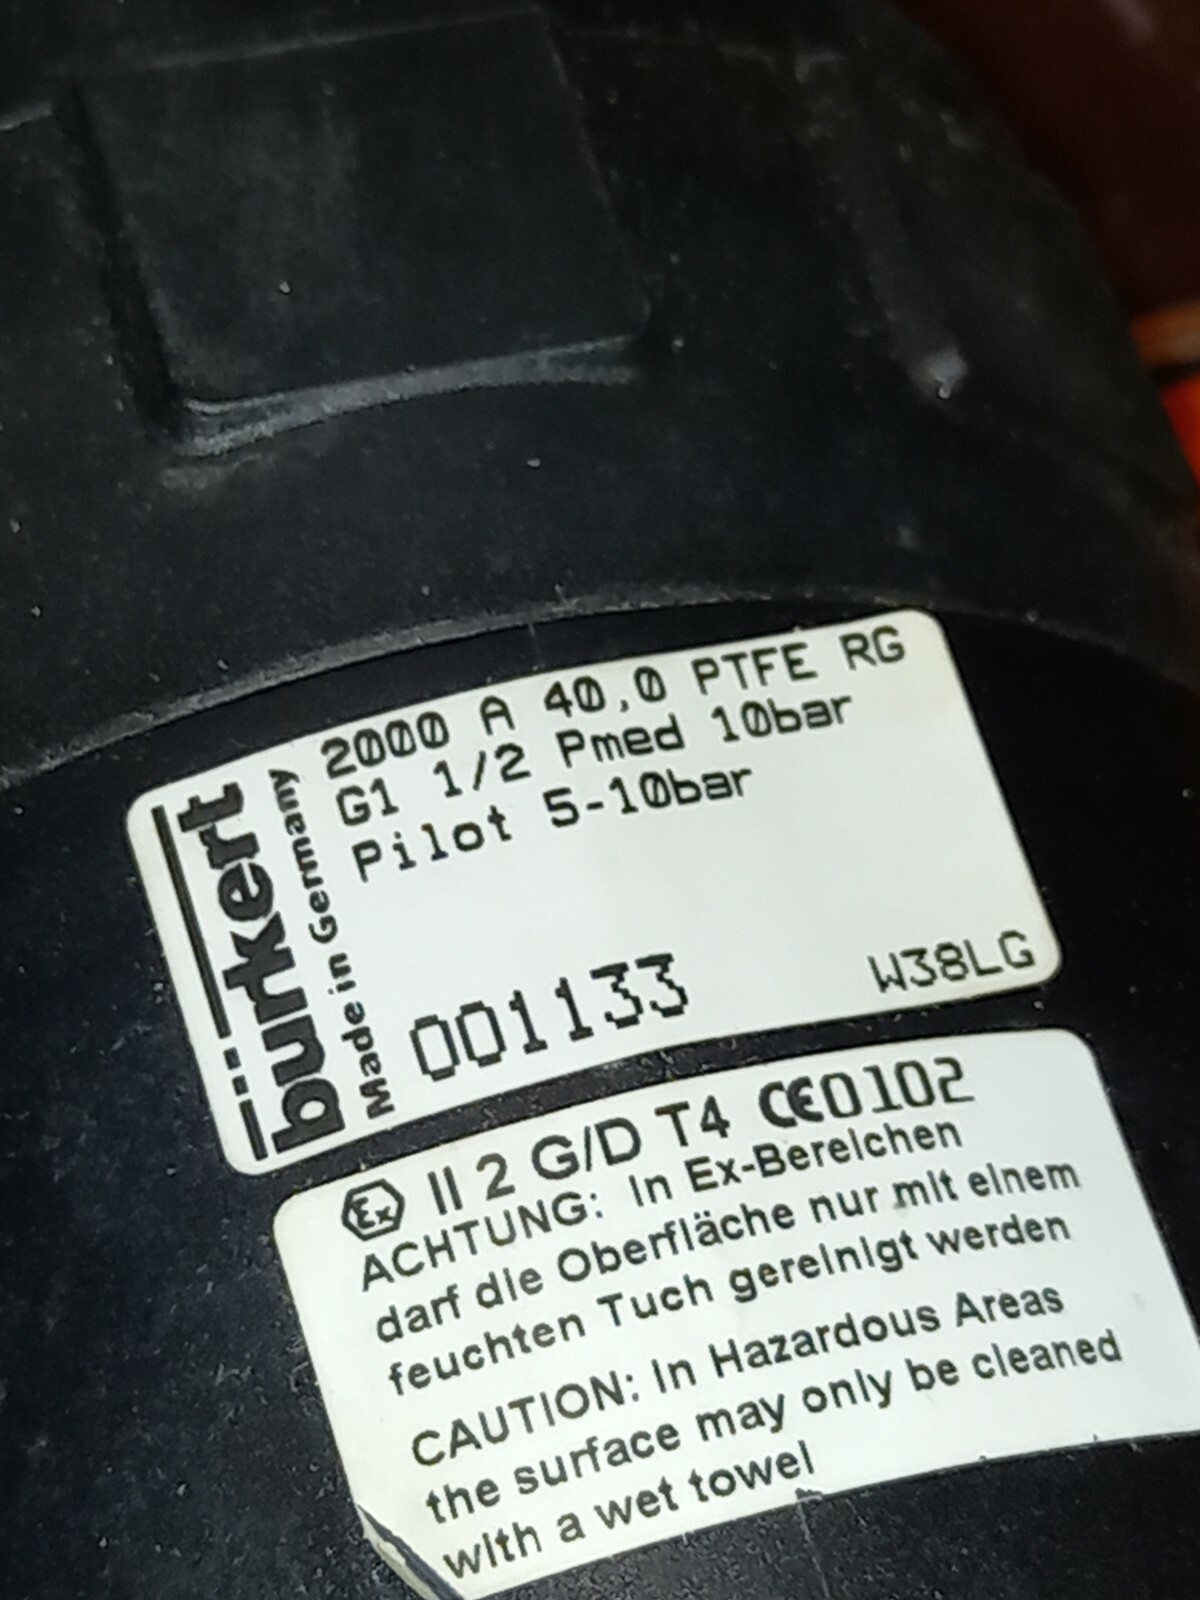 burkert
Made in Germany
2000 A 40,0 PTFE RG
G1 1/2 Pmed 10bar
Pilot 5-10bar
001133 W38LG
Ex II 2 G/D T4 CE0102
ACHTUNG: In Ex-Bereichen
darf die Oberfläche nur mit einem
feuchten Tuch gereinigt werden
CAUTION: In Hazardous Areas
the surface may only be cleaned
with a wet towel